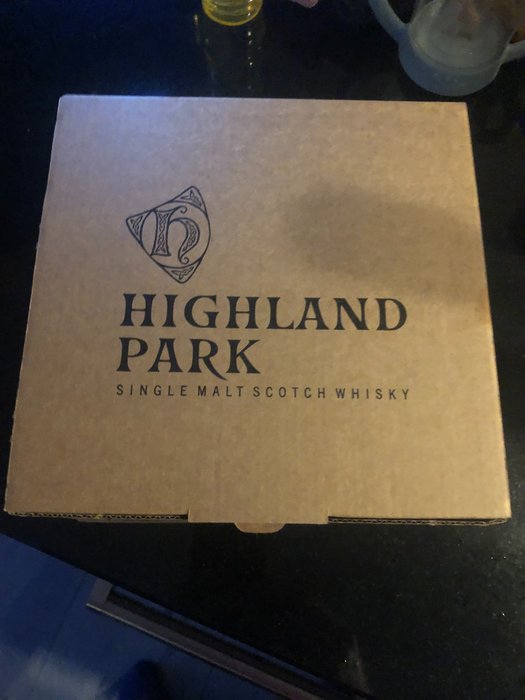 H
HIGHLAND
PARK
SINGLE MALT SCOTCH WHISKY